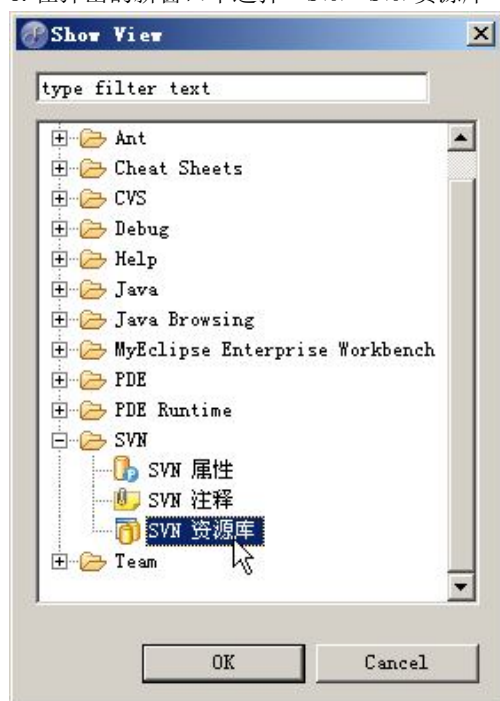 Show View
type filter text
Ant
Cheat Sheets
CVS
Debug
Help
Java
Java Browsing
MyEclipse Enterprise Workbench
PDE
PDE Runtime
SVN
SVN 属性
SVN 注释
SVN 资源库
Team
OK
Cancel